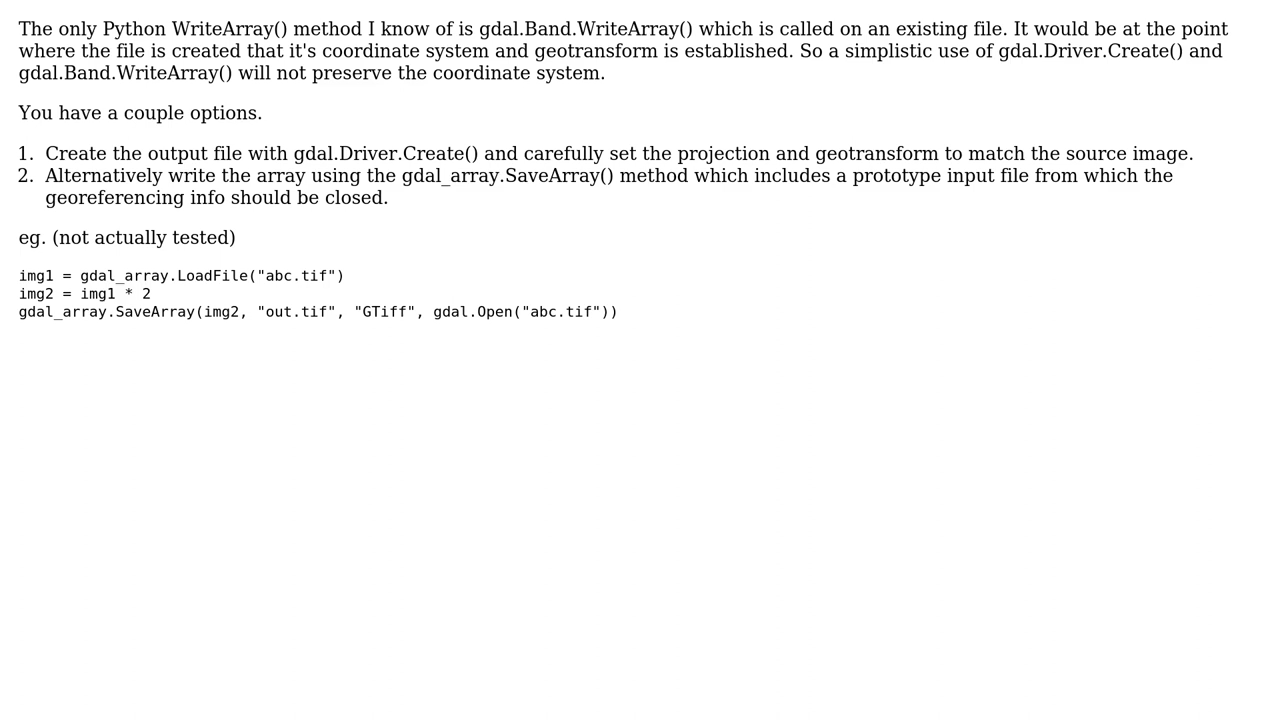 The only Python WriteArray() method I know of is gdal.Band.WriteArray() which is called on an existing file. It would be at the point
where the file is created that it's coordinate system and geotransform is established. So a simplistic use of gdal.Driver.Create() and
gdal.Band.WriteArray() will not preserve the coordinate system.
You have a couple options.
1. Create the output file with gdal.Driver.Create() and carefully set the projection and geotransform to match the source image.
2. Alternatively write the array using the gdal_array.SaveArray() method which includes a prototype input file from which the
georeferencing info should be closed.
eg. (not actually tested)
img1 = gdal_array.LoadFile("abc.tif")
img2 = img1 * 2
gdal_array.SaveArray(img2, "out.tif", "GTiff", gdal.Open("abc.tif"))